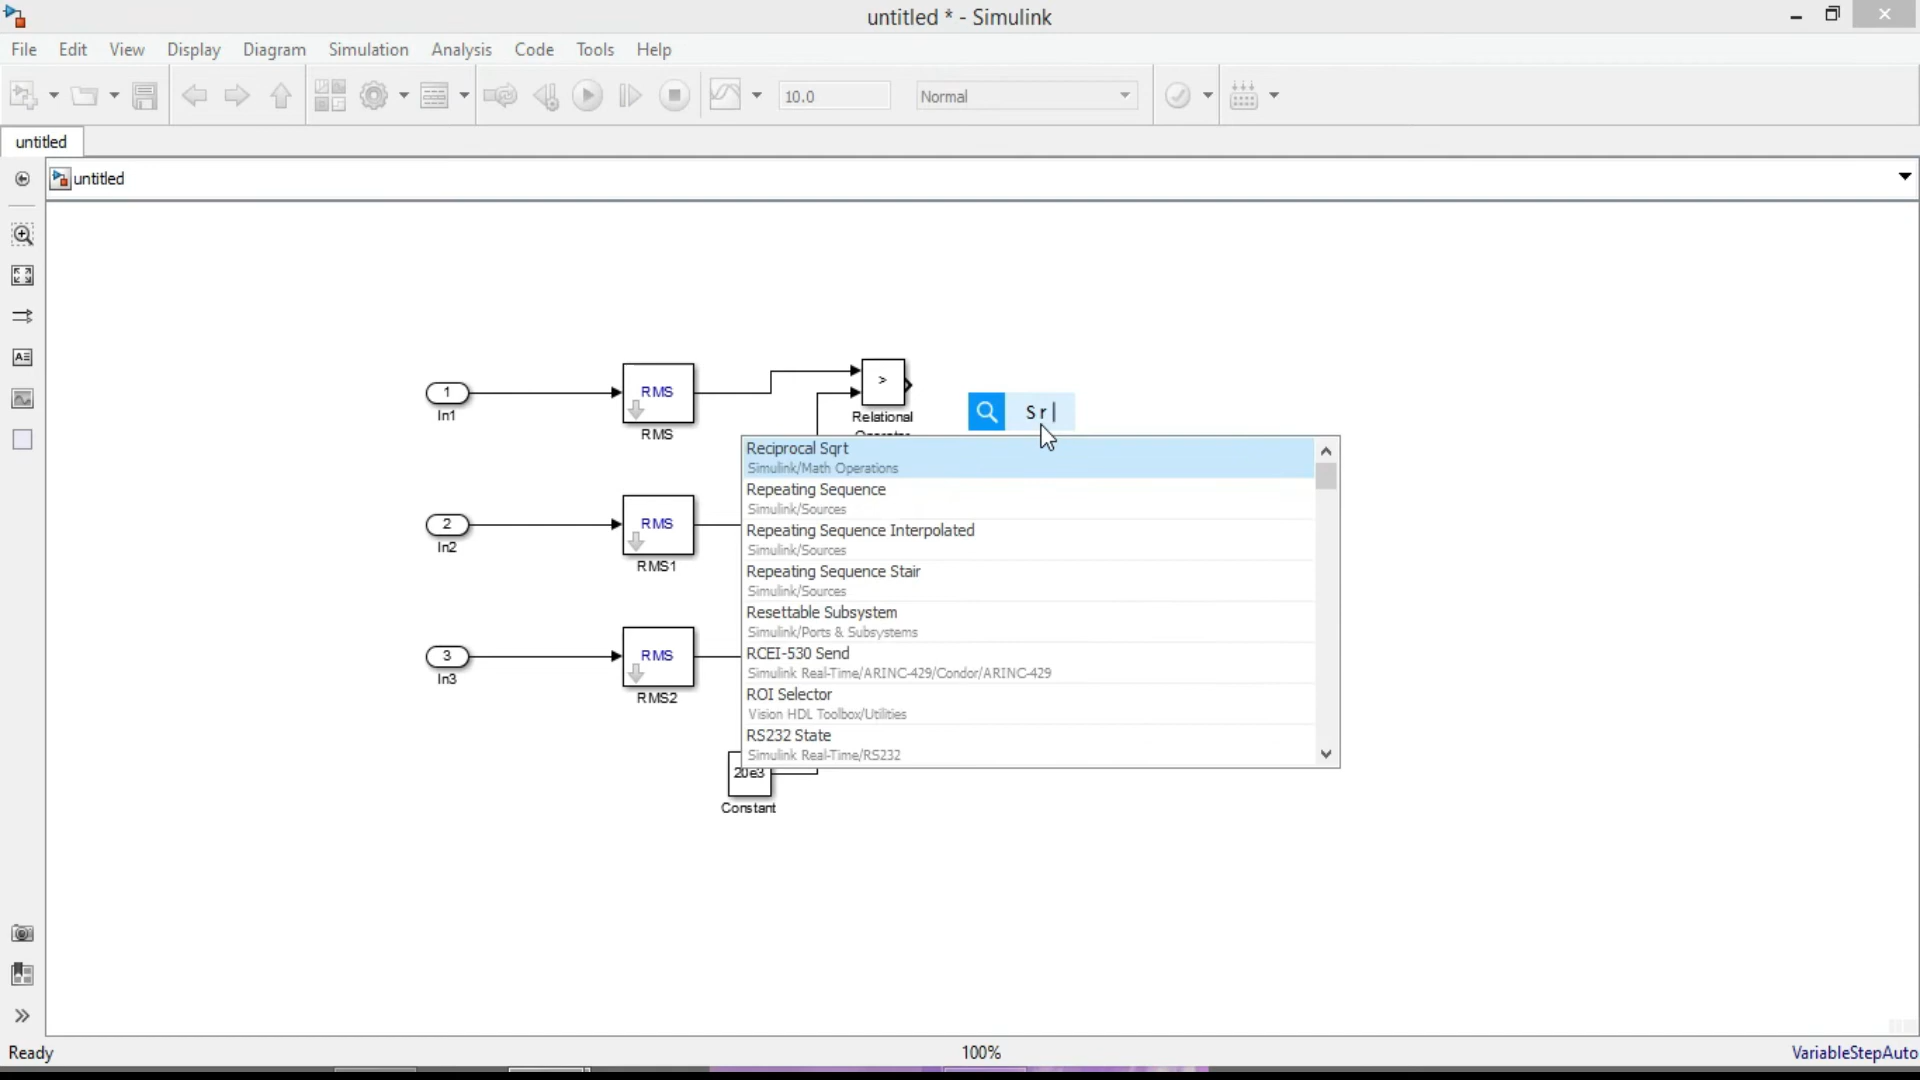 untitled * - Simulink
File Edit View Display Diagram Simulation Analysis Code Tools Help
10.0 Normal
untitled
untitled
1
In1
RMS
RMS
>
Relational
S r
Reciprocal Sqrt
Simulink/Math Operations
Repeating Sequence
Simulink/Sources
Repeating Sequence Interpolated
Simulink/Sources
Repeating Sequence Stair
Simulink/Sources
Resettable Subsystem
Simulink/Ports & Subsystems
RCEI-530 Send
Simulink Real-Time/ARINC-429/Condor/ARINC-429
ROI Selector
Vision HDL Toolbox/Utilities
RS232 State
Simulink Real-Time/RS232
2
In2
RMS
RMS1
3
In3
RMS
RMS2
20e3
Constant
Ready 100% VariableStepAuto